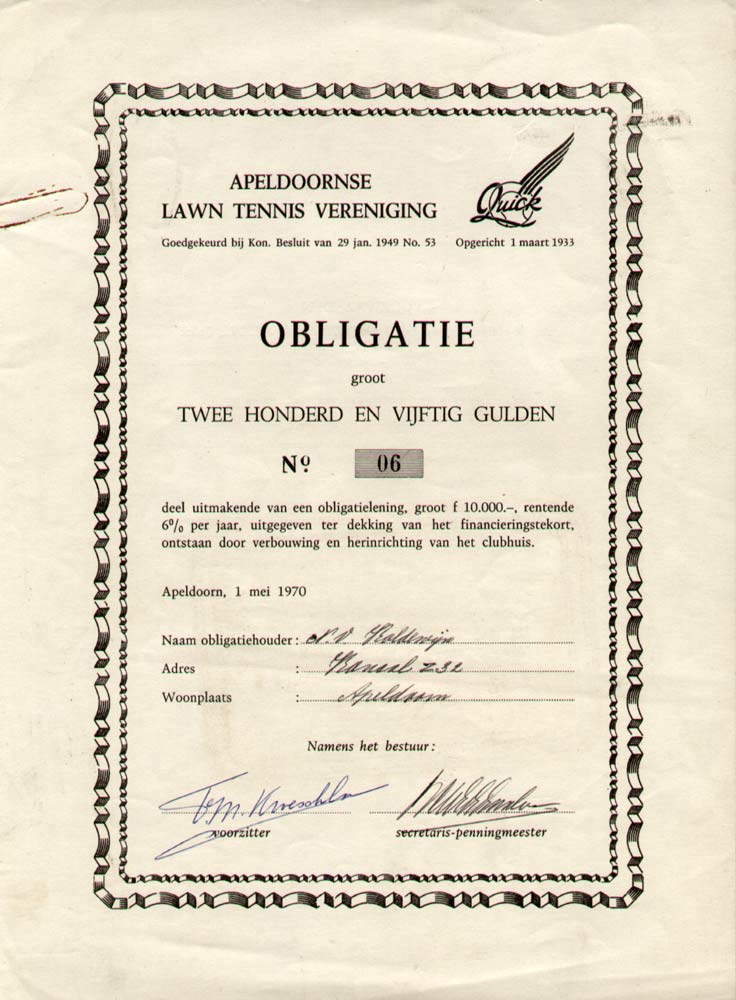 APELDOORNSE
LAWN TENNIS VERENIGING
Quick
Goedgekeurd bij Kon. Besluit van 29 jan. 1949 No. 53 Opgericht 1 maart 1933
OBLIGATIE
groot
TWEE HONDERD EN VIJFTIG GULDEN
Nº 06
deel uitmakende van een obligatielening, groot f 10.000.–, rentende
6% per jaar, uitgegeven ter dekking van het financieringstekort,
ontstaan door verbouwing en herinrichting van het clubhuis.
Apeldoorn, 1 mei 1970
Naam obligatiehouder:
Adres : Kanaal 232
Woonplaats : Apeldoorn
Namens het bestuur:
voorzitter secretaris-penningmeester